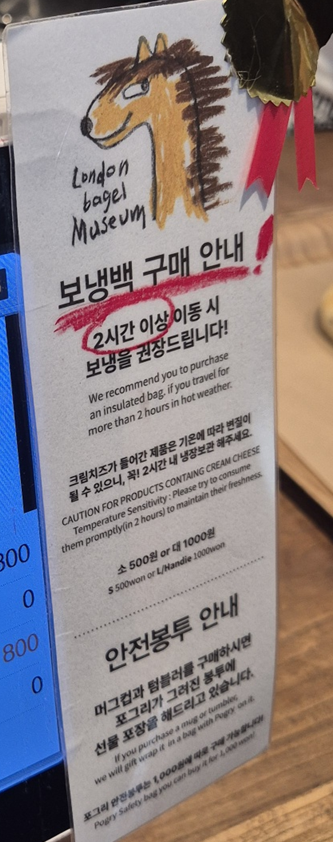 London
bagel
Museum
보냉백 구매 안내!
2시간 이상 이동 시
보냉을 권장드립니다!
We recommend you to purchase
an insulated bag. if you travel for
more than 2 hours in hot weather.
크림치즈가 들어간 제품은 기온에 따라 변질이
될 수 있으니, 꼭! 2시간 내 냉장보관 해주세요.
CAUTION FOR PRODUCTS CONTAING CREAM CHEESE
Temperature Sensitivity : Please try to consume
them promptly(in 2 hours) to maintain their freshness.
소 500원 or 대 1000원
S 500won or L/Handie 1000won
안전봉투 안내
머그컵과 텀블러를 구매하시면
포그리가 그려진 봉투에
선물 포장을 해드리고 있습니다.
If you purchase a mug or tumbler,
we will gift wrap it in a bag with Pogry on it.
포그리 안전봉투는 1,000원에 따로 구매 가능합니다!
Pogry Safety bag you can buy it for 1,000 won!
300
0
800
0